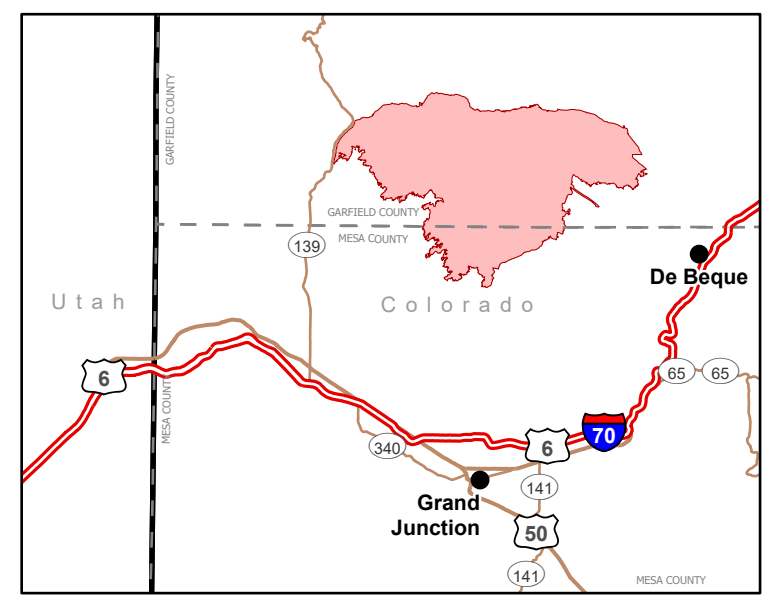 GARFIELD COUNTY
GARFIELD COUNTY
139
MESA COUNTY
De Beque
Utah
Colorado
6
65
65
MESA COUNTY
340
6
70
141
Grand
Junction
50
141
MESA COUNTY